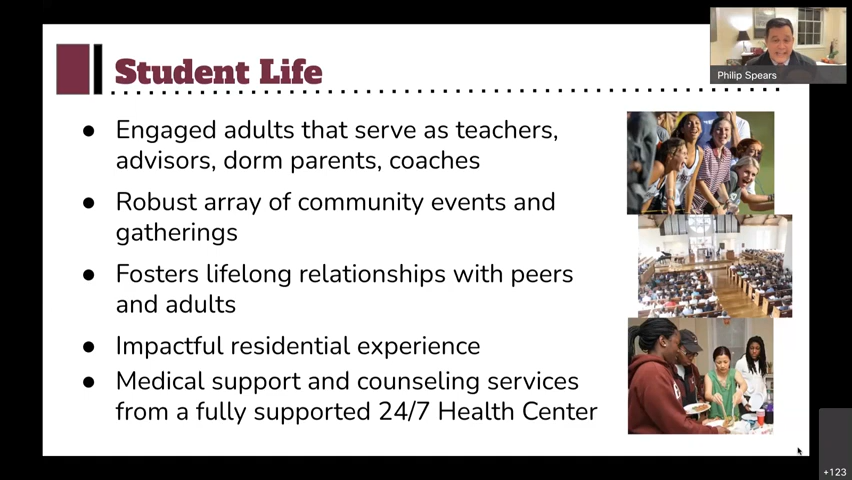 Student Life
● Engaged adults that serve as teachers,
advisors, dorm parents, coaches
● Robust array of community events and
gatherings
● Fosters lifelong relationships with peers
and adults
● Impactful residential experience
● Medical support and counseling services
from a fully supported 24/7 Health Center
Philip Spears
+123